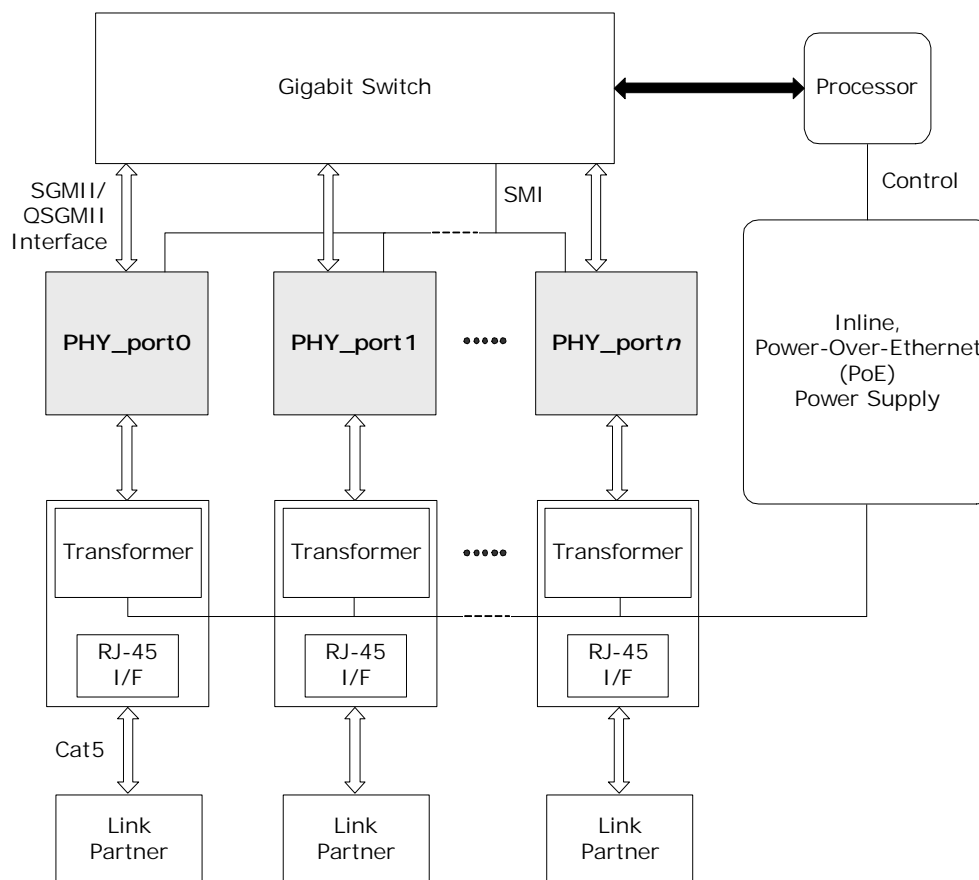 Gigabit Switch
Processor
SGMII/
QSGMII
Interface
SMI
Control
PHY_port0
PHY_port1
PHY_portn
Inline,
Power-Over-Ethernet
(PoE)
Power Supply
Transformer
Transformer
Transformer
RJ-45
I/F
RJ-45
I/F
RJ-45
I/F
Cat5
Link
Partner
Link
Partner
Link
Partner